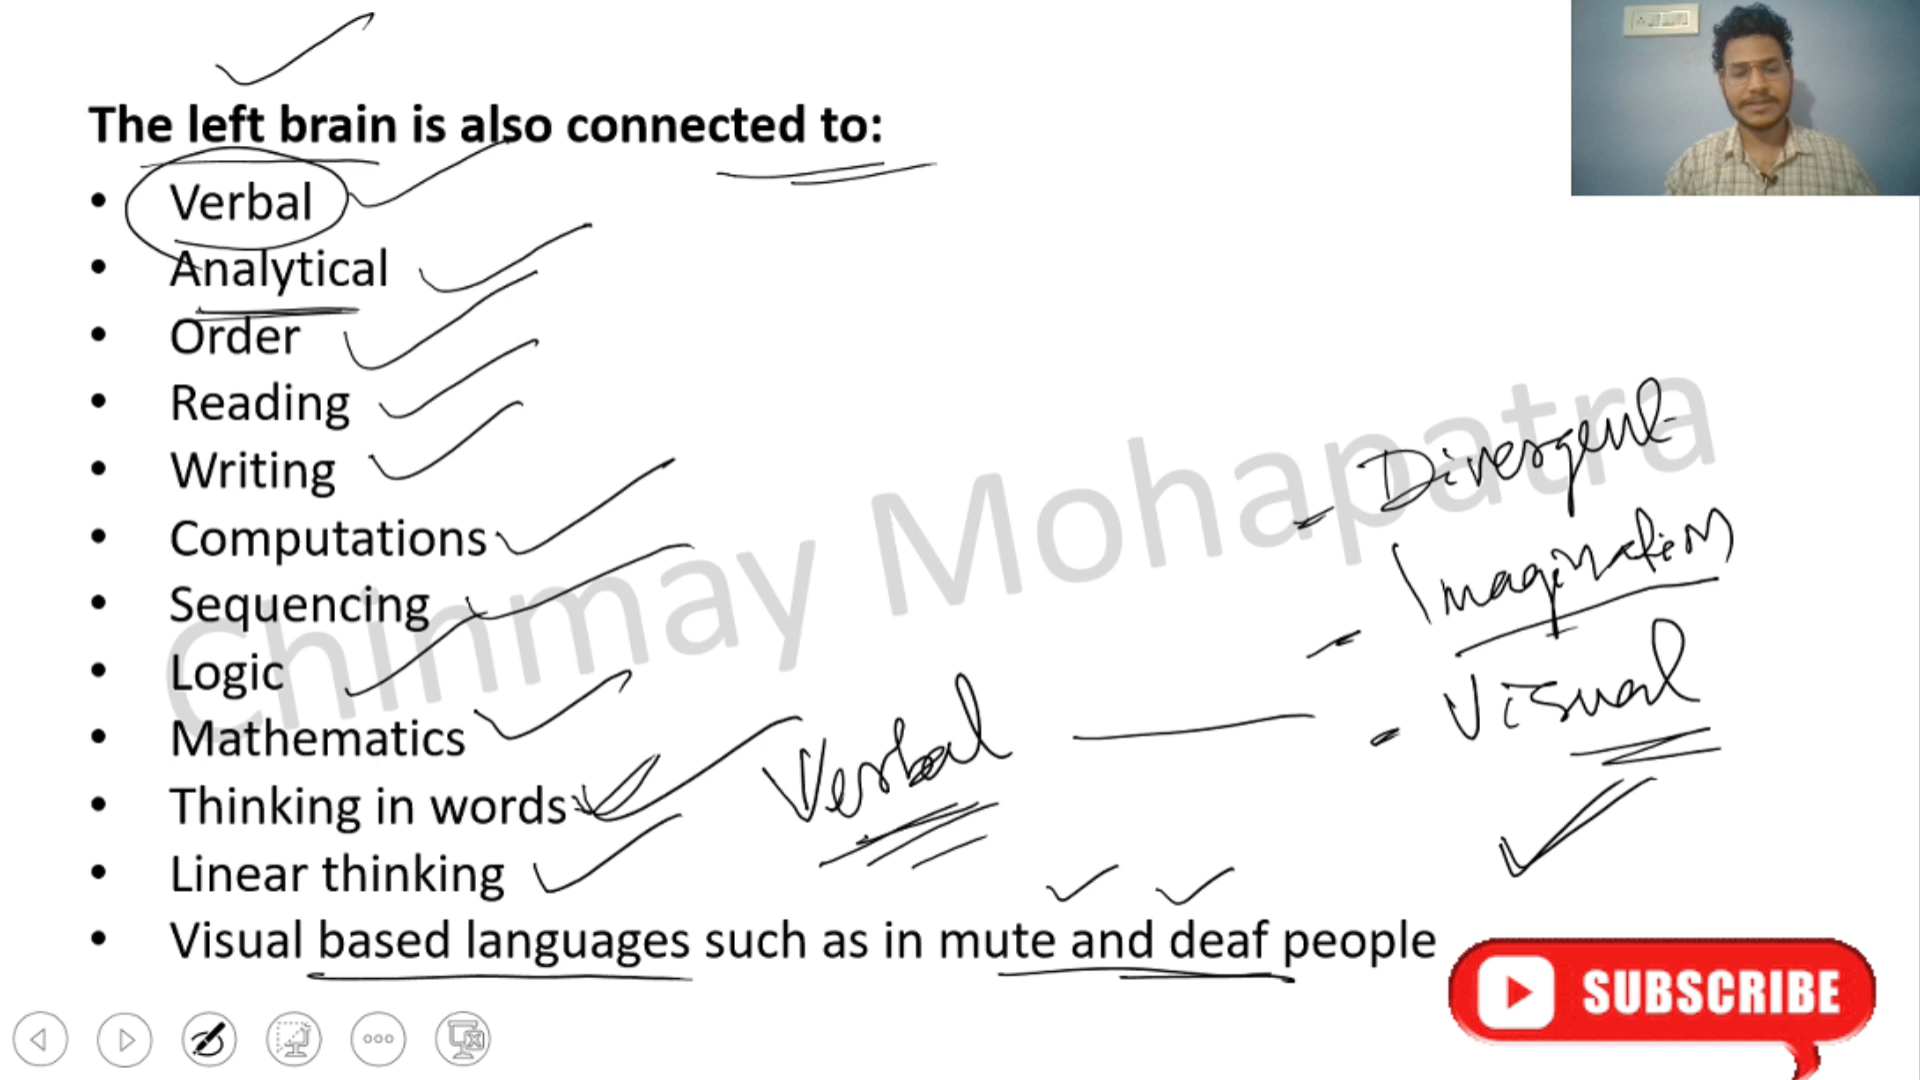 The left brain is also connected to:
• Verbal
• Analytical
• Order
• Reading
• Writing
• Computations
• Sequencing
• Logic
• Mathematics
• Thinking in words
• Linear thinking
• Visual based languages such as in mute and deaf people
Chinmay Mohapatra
- Divergent
Imagination
- Visual
Verbal
SUBSCRIBE